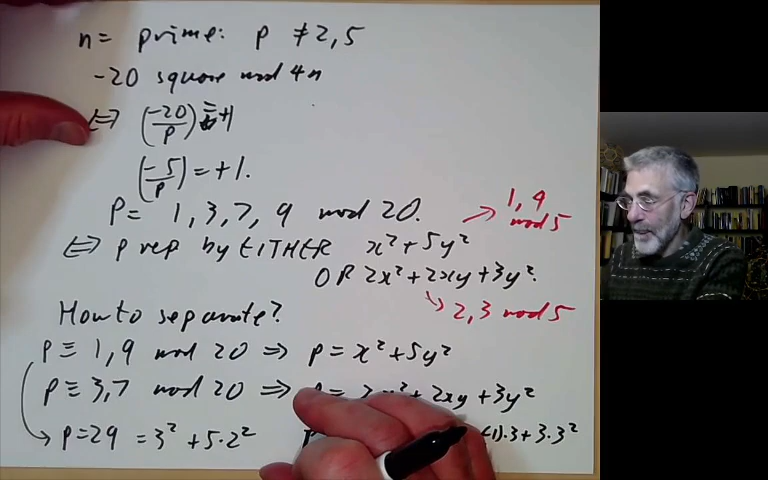 n = prime: p ≠ 2, 5
-20 square mod 4n
⇔ (-20/p) = +1
(-5/p) = +1.
p = 1, 3, 7, 9 mod 20.
→ 1, 4 mod 5
⇔ p rep by EITHER x² + 5y²
OR 2x² + 2xy + 3y².
→ 2, 3 mod 5
How to separate?
p ≡ 1, 9 mod 20 ⇒ p = x² + 5y²
p ≡ 3, 7 mod 20 ⇒ 2xy + 3y²
→ p = 29 = 3² + 5·2²
·3 + 3·3²